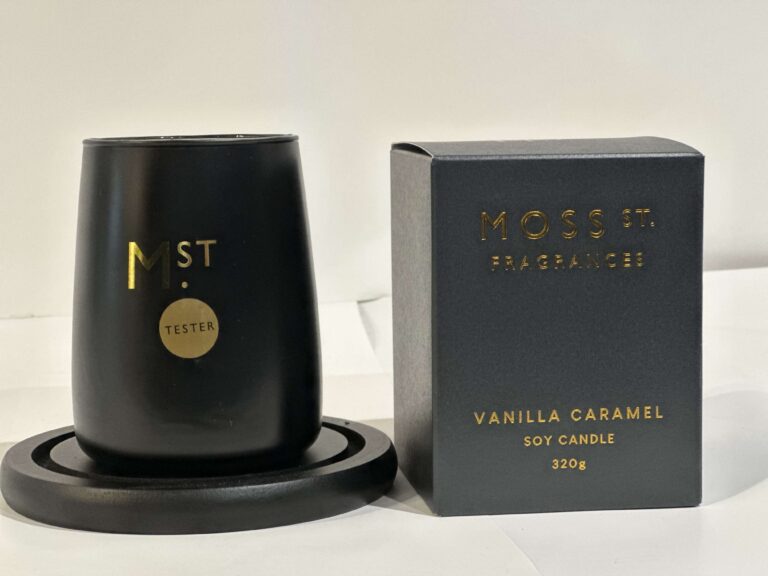 MST
.
TESTER
MOSS ST.
FRAGRANCES
VANILLA CARAMEL
SOY CANDLE
320g